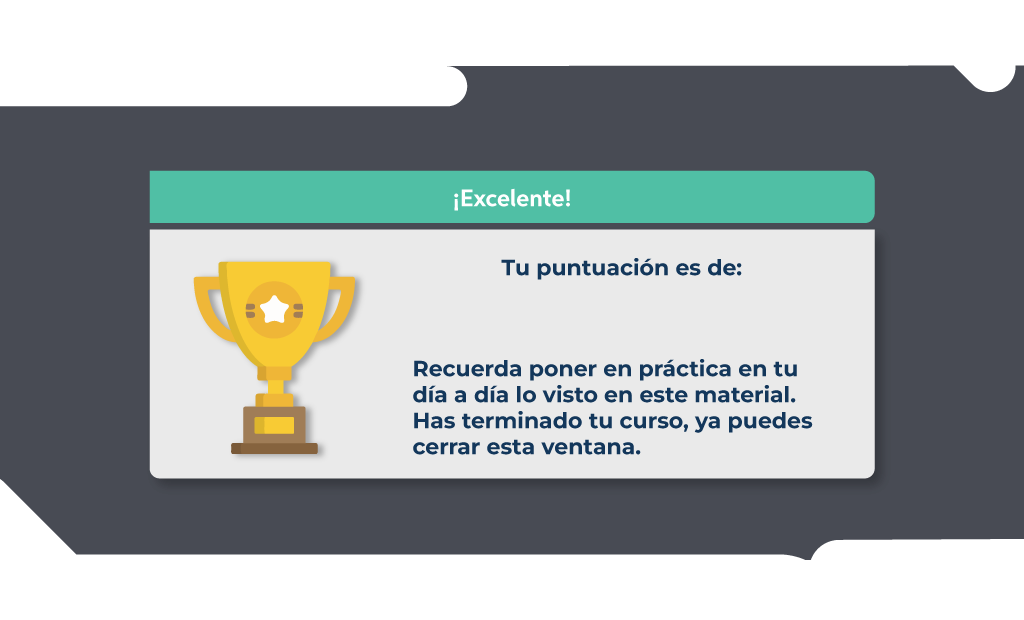 ¡Excelente!
Tu puntuación es de:
Recuerda poner en práctica en tu
día a día lo visto en este material.
Has terminado tu curso, ya puedes
cerrar esta ventana.